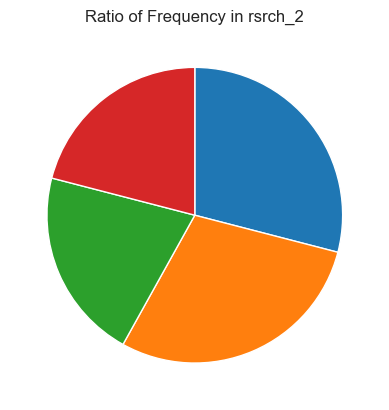 Ratio of Frequency in rsrch_2